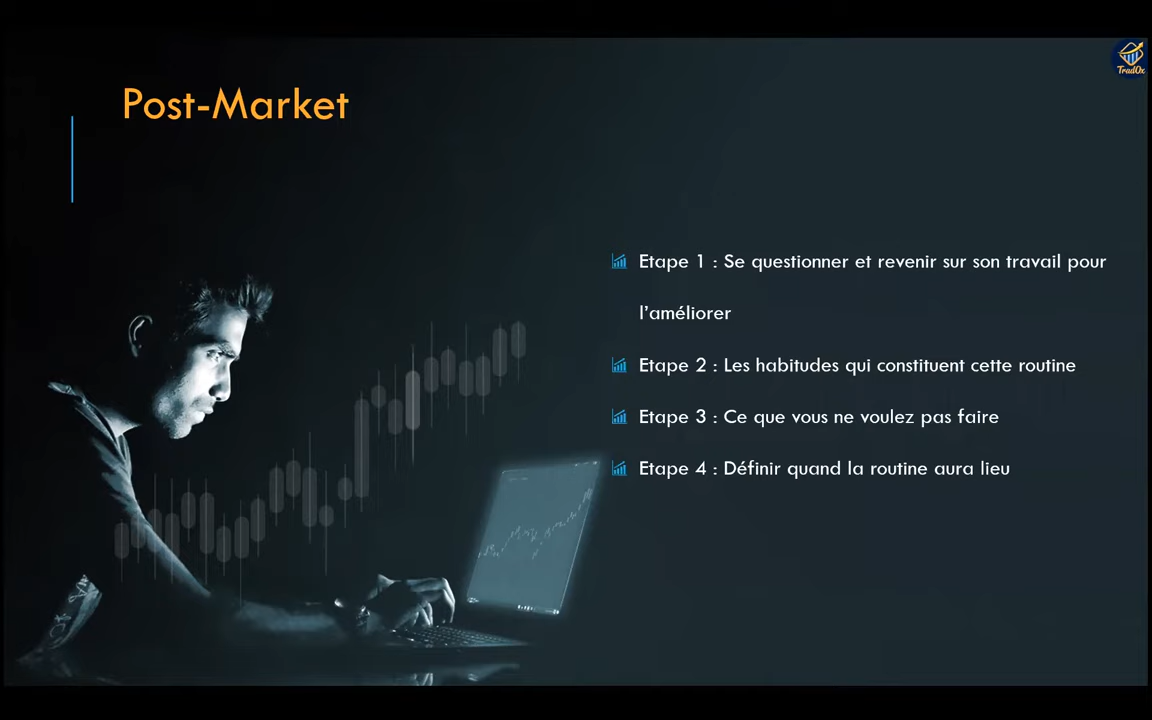 TradOx
Post-Market
Etape 1 : Se questionner et revenir sur son travail pour
l'améliorer
Etape 2 : Les habitudes qui constituent cette routine
Etape 3 : Ce que vous ne voulez pas faire
Etape 4 : Définir quand la routine aura lieu